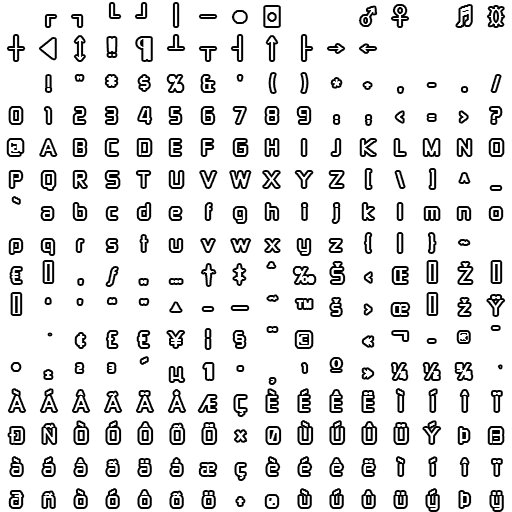 ┌ ┐ └ ┘ │ ─ ○ ◙ ♂ ♀ ♫ ☼
┼ ◄ ↕ ‼ ¶ ┴ ┬ ┤ ↑ ├ → ←
! " # $ % & ' ( ) * + , - . /
0 1 2 3 4 5 6 7 8 9 : ; < = > ?
@ A B C D E F G H I J K L M N O
P Q R S T U V W X Y Z [ \ ] ^ _
` a b c d e f g h i j k l m n o
p q r s t u v w x y z { | } ~
€ ‚ ƒ „ … † ‡ ˆ ‰ Š ‹ Œ Ž
‘ ’ “ ” • – — ˜ ™ š › œ ž Ÿ
¡ ¢ £ ¥ ¦ § ¨ © « ¬ - ® ¯
° ± ² ³ ´ µ · ¸ ¹ º » ¼ ½ ¾
À Á Â Ã Ä Å Æ Ç È É Ê Ë Ì Í Î Ï
Ð Ñ Ò Ó Ô Õ Ö × Ø Ù Ú Û Ü Ý Þ ß
à á â ã ä å æ ç è é ê ë ì í î ï
ð ñ ò ó ô õ ö ÷ ø ù ú û ü ý þ ÿ